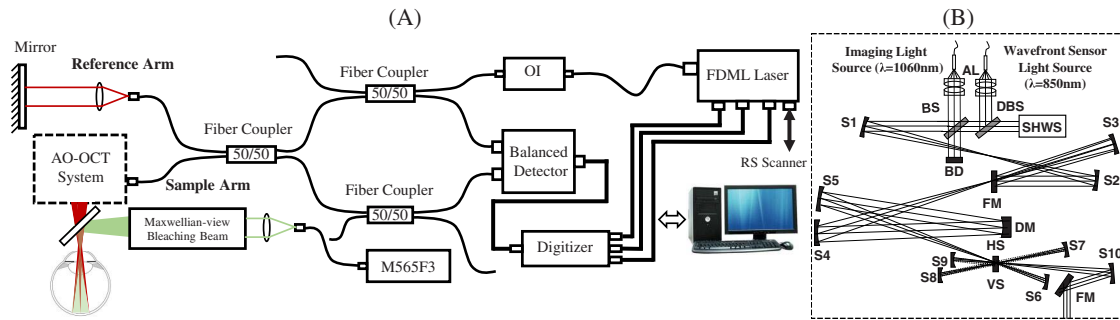 (A)
Mirror
Reference Arm
Fiber Coupler
50/50
OI
FDML Laser
RS Scanner
Fiber Coupler
50/50
AO-OCT
System
Sample Arm
Balanced
Detector
Fiber Coupler
50/50
Maxwellian-view
Bleaching Beam
M565F3
Digitizer
(B)
Imaging Light
Source (λ=1060nm)
Wavefront Sensor
Light Source
(λ=850nm)
AL
BS
DBS
S1
SHWS
S3
BD
S2
FM
S5
DM
S4
HS
S7
S9
S10
S8
VS
S6
FM